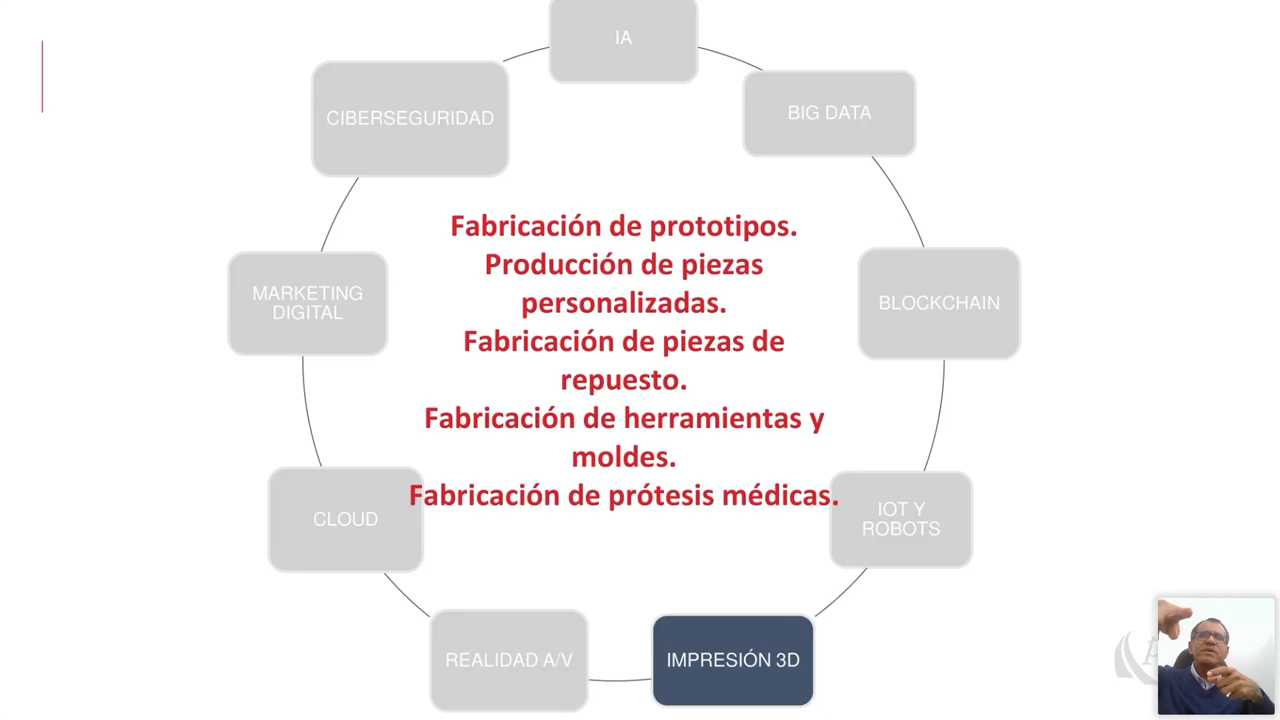 IA
CIBERSEGURIDAD
BIG DATA
Fabricación de prototipos.
Producción de piezas
personalizadas.
Fabricación de piezas de
repuesto.
Fabricación de herramientas y
moldes.
Fabricación de prótesis médicas.
MARKETING
DIGITAL
BLOCKCHAIN
CLOUD
IOT Y
ROBOTS
REALIDAD A/V
IMPRESIÓN 3D